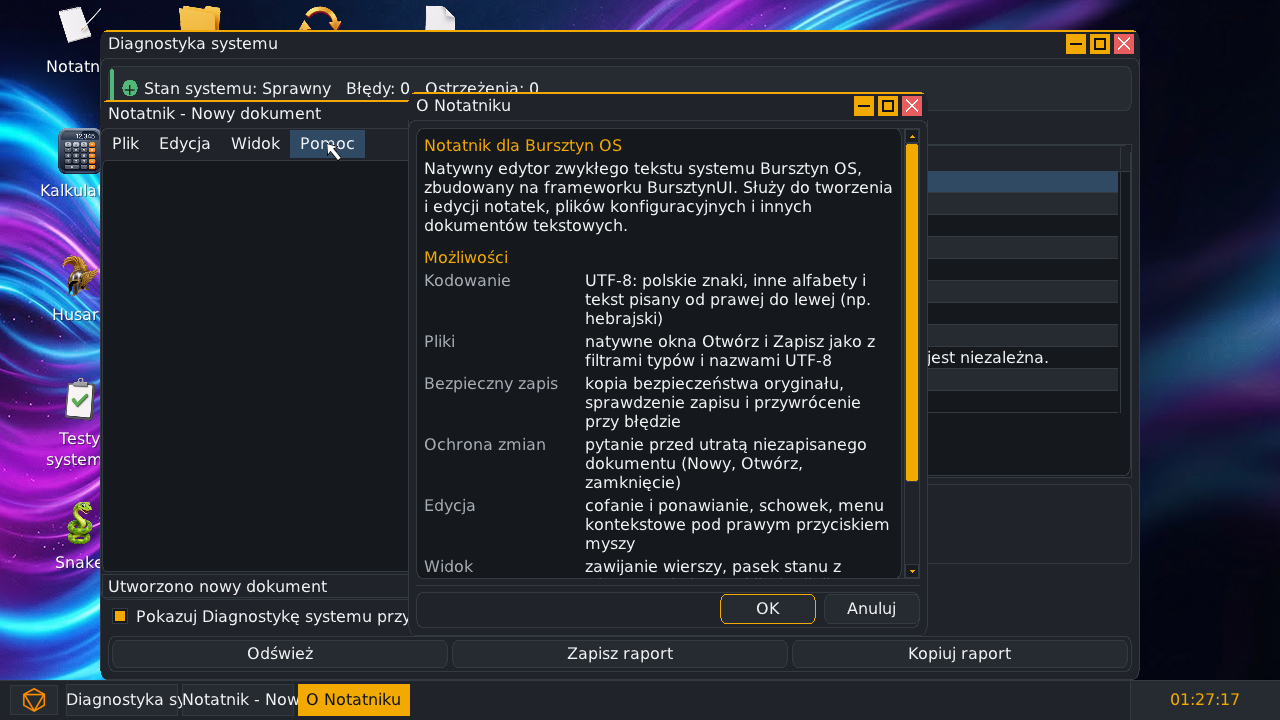 Notatn
Kalkulat
Husar
Testy
system
Snake
Diagnostyka systemu
Stan systemu: Sprawny Błędy: 0 Ostrzeżenia: 0
jest niezależna.
Notatnik - Nowy dokument
Plik Edycja Widok Pomoc
Utworzono nowy dokument
Pokazuj Diagnostykę systemu przy
Odśwież Zapisz raport Kopiuj raport
O Notatniku
Notatnik dla Bursztyn OS
Natywny edytor zwykłego tekstu systemu Bursztyn OS,
zbudowany na frameworku BursztynUI. Służy do tworzenia
i edycji notatek, plików konfiguracyjnych i innych
dokumentów tekstowych.
Możliwości
Kodowanie UTF-8: polskie znaki, inne alfabety i
tekst pisany od prawej do lewej (np.
hebrajski)
Pliki natywne okna Otwórz i Zapisz jako z
filtrami typów i nazwami UTF-8
Bezpieczny zapis kopia bezpieczeństwa oryginału,
sprawdzenie zapisu i przywrócenie
przy błędzie
Ochrona zmian pytanie przed utratą niezapisanego
dokumentu (Nowy, Otwórz,
zamknięcie)
Edycja cofanie i ponawianie, schowek, menu
kontekstowe pod prawym przyciskiem
myszy
Widok zawijanie wierszy, pasek stanu z
OK Anuluj
Diagnostyka sy Notatnik - Now O Notatniku 01:27:17